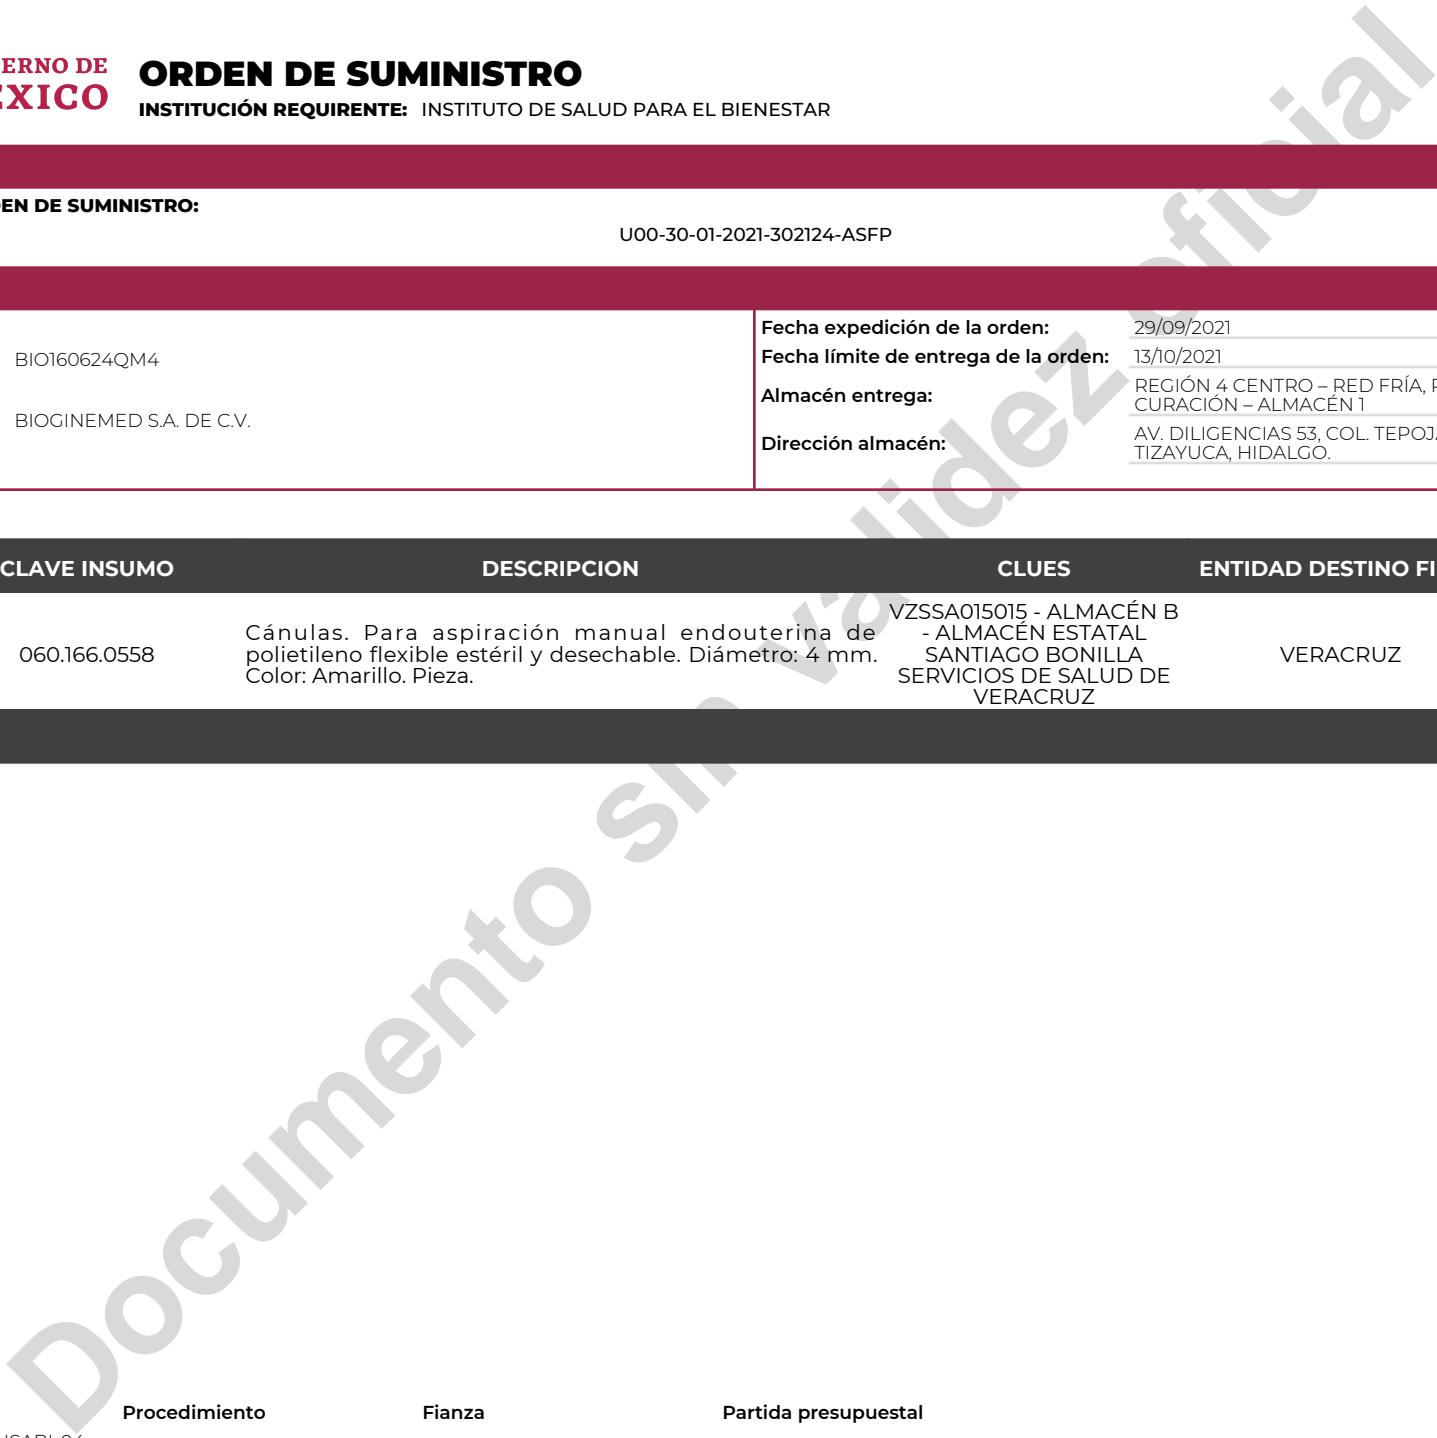 ERNO DE
EXICO
ORDEN DE SUMINISTRO
INSTITUCIÓN REQUIRENTE: INSTITUTO DE SALUD PARA EL BIENESTAR
EN DE SUMINISTRO:
U00-30-01-2021-302124-ASFP
BIO160624QM4
BIOGINEMED S.A. DE C.V.
Fecha expedición de la orden: 29/09/2021
Fecha límite de entrega de la orden: 13/10/2021
Almacén entrega: REGIÓN 4 CENTRO – RED FRÍA,
CURACIÓN – ALMACÉN 1
Dirección almacén: AV. DILIGENCIAS 53, COL. TEPOJ
TIZAYUCA, HIDALGO.
CLAVE INSUMO DESCRIPCION CLUES ENTIDAD DESTINO FI
060.166.0558
Cánulas. Para aspiración manual endouterina de
polietileno flexible estéril y desechable. Diámetro: 4 mm.
Color: Amarillo. Pieza.
VZSSA015015 - ALMACÉN B
- ALMACÉN ESTATAL
SANTIAGO BONILLA
SERVICIOS DE SALUD DE
VERACRUZ
VERACRUZ
Documento sin validez oficial
Procedimiento Fianza Partida presupuestal